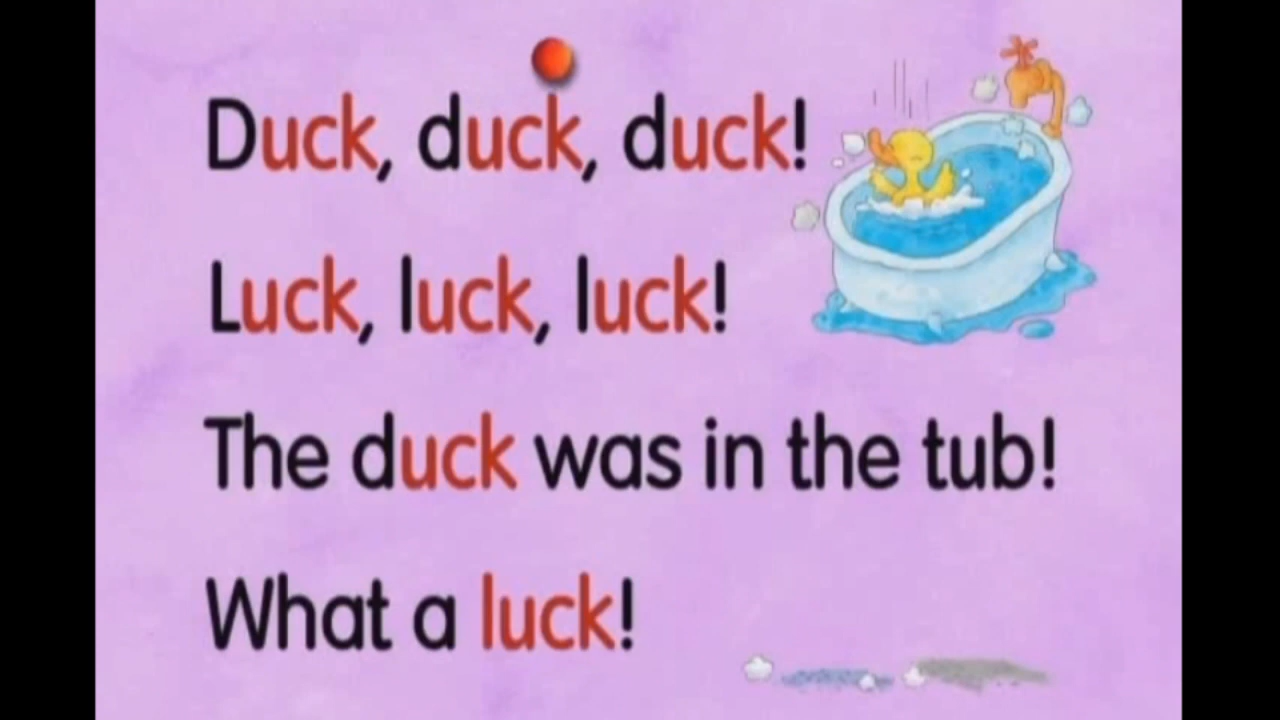 Duck, duck, duck!
Luck, luck, luck!
The duck was in the tub!
What a luck!